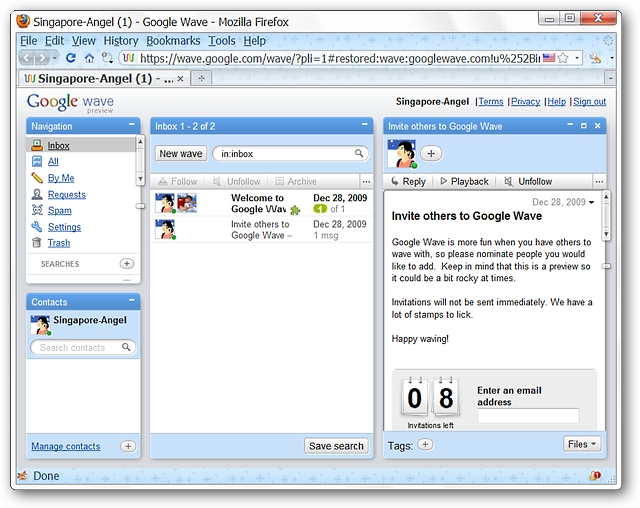 Singapore-Angel (1) - Google Wave - Mozilla Firefox
File Edit View History Bookmarks Tools Help
https://wave.google.com/wave/?pli=1#restored:wave:googlewave.com!u%252Bin
Singapore-Angel (1) - ...
Google wave
preview
Singapore-Angel | Terms | Privacy | Help | Sign out
Navigation
Inbox
All
By Me
Requests
Spam
Settings
Trash
SEARCHES
Contacts
Singapore-Angel
Search contacts
Manage contacts
Inbox 1 - 2 of 2
New wave
in:inbox
Follow Unfollow Archive
Welcome to Dec 28, 2009
Google Wav 1 of 1
Invite others to Dec 28, 2009
Google Wave – 1 msg
Save search
Invite others to Google Wave
Reply Playback Unfollow
Dec 28, 2009
Invite others to Google Wave
Google Wave is more fun when you have others to
wave with, so please nominate people you would
like to add. Keep in mind that this is a preview so
it could be a bit rocky at times.
Invitations will not be sent immediately. We have a
lot of stamps to lick.
Happy waving!
08
Invitations left
Enter an email
address
Tags:
Files
Done